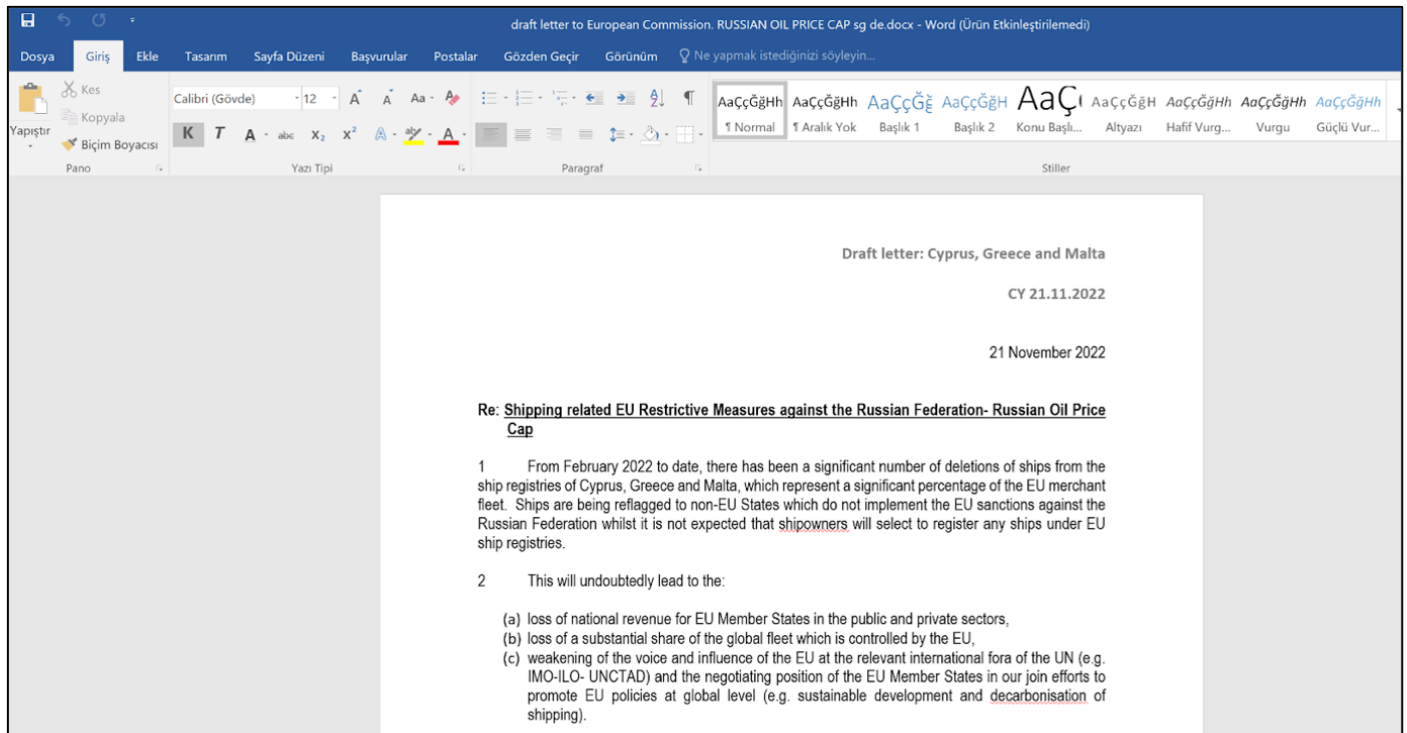 draft letter to European Commission. RUSSIAN OIL PRICE CAP sg de.docx - Word (Ürün Etkinleştirilemedi)
Dosya Giriş Ekle Tasarım Sayfa Düzeni Başvurular Postalar Gözden Geçir Görünüm Ne yapmak istediğinizi söyleyin...
Yapıştır
Kes
Kopyala
Biçim Boyacısı
Pano
Calibri (Gövde) 12 A A Aa
K T A abc X₂ X² A aby A
Yazı Tipi
Paragraf
AaÇçĞğHh AaÇçĞğHh AaÇçĞğ AaÇçĞğH AaÇ AaÇçĞğH AaÇçĞğHh AaÇçĞğHh AaÇçĞğHh
¶ Normal ¶ Aralık Yok Başlık 1 Başlık 2 Konu Başlı... Altyazı Hafif Vurg... Vurgu Güçlü Vur...
Stiller
Draft letter: Cyprus, Greece and Malta
CY 21.11.2022
21 November 2022
Re: Shipping related EU Restrictive Measures against the Russian Federation- Russian Oil Price
Cap
1 From February 2022 to date, there has been a significant number of deletions of ships from the
ship registries of Cyprus, Greece and Malta, which represent a significant percentage of the EU merchant
fleet. Ships are being reflagged to non-EU States which do not implement the EU sanctions against the
Russian Federation whilst it is not expected that shipowners will select to register any ships under EU
ship registries.
2 This will undoubtedly lead to the:
(a) loss of national revenue for EU Member States in the public and private sectors,
(b) loss of a substantial share of the global fleet which is controlled by the EU,
(c) weakening of the voice and influence of the EU at the relevant international fora of the UN (e.g.
IMO-ILO- UNCTAD) and the negotiating position of the EU Member States in our join efforts to
promote EU policies at global level (e.g. sustainable development and decarbonisation of
shipping).